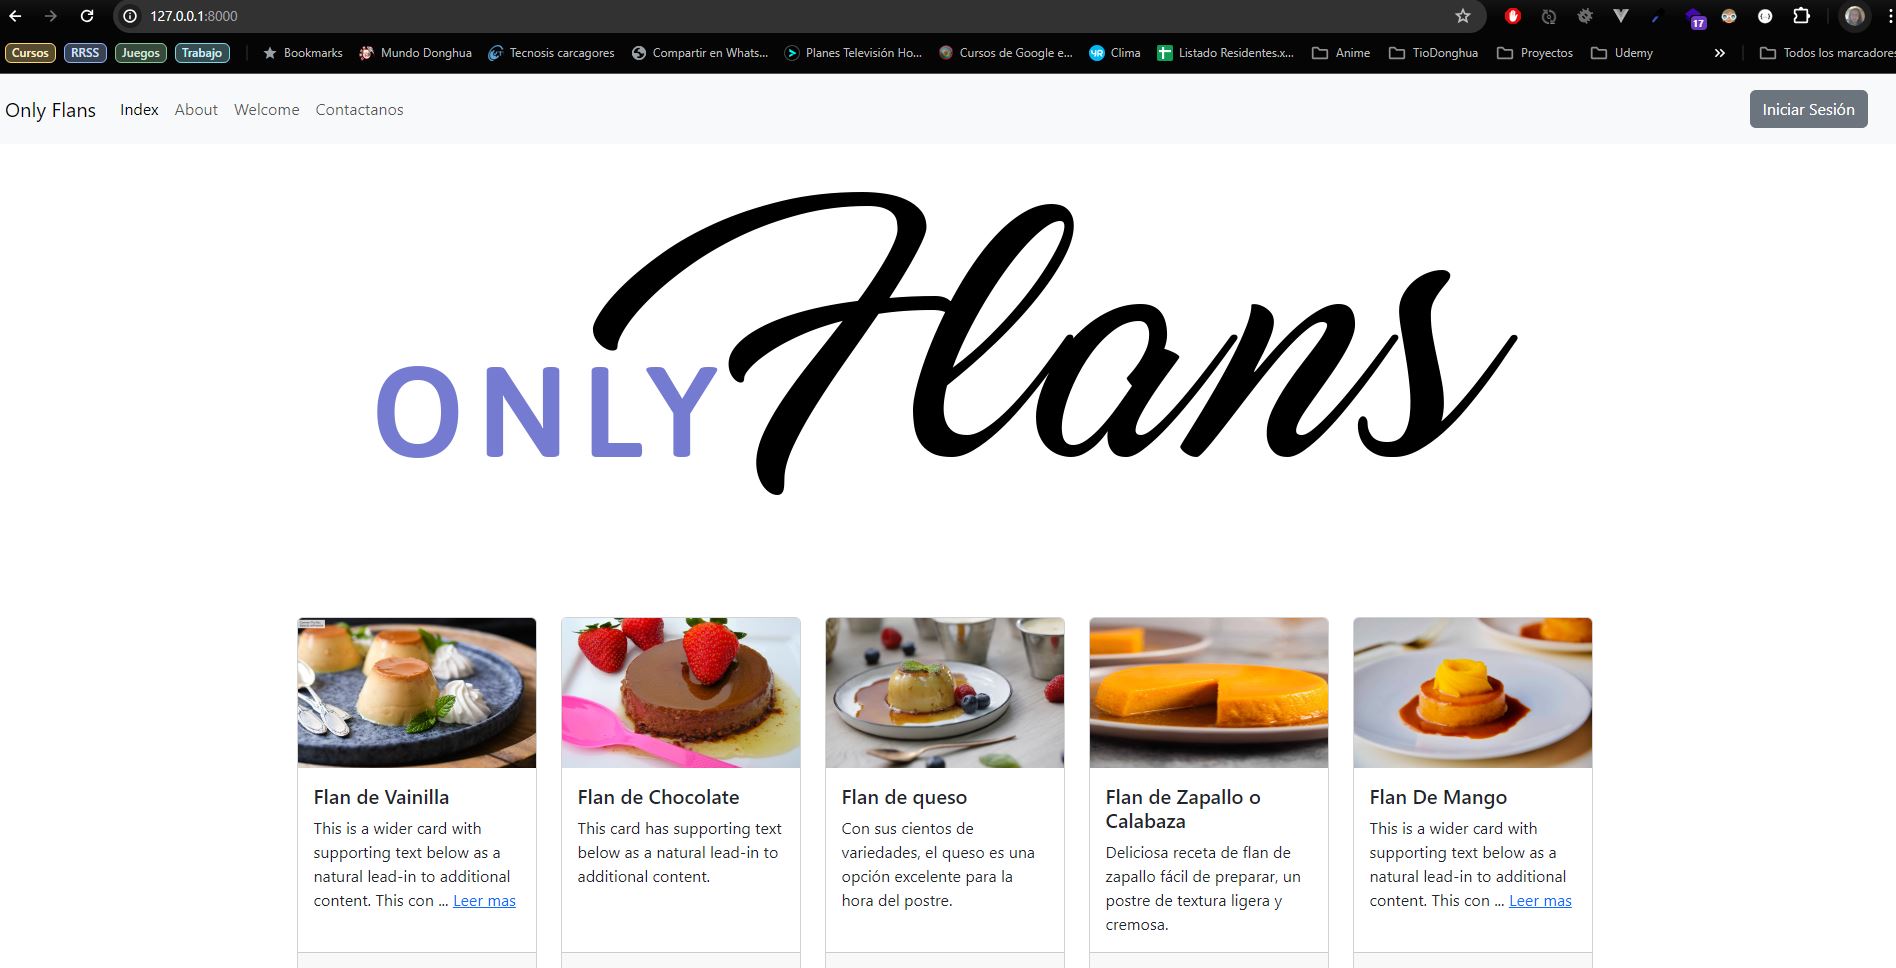 127.0.0.1:8000
17
Cursos RRSS Juegos Trabajo Bookmarks Mundo Donghua Tecnosis carcagores Compartir en Whats... Planes Televisión Ho... Cursos de Google e... Clima Listado Residentes.x... Anime TioDonghua Proyectos Udemy » Todos los marcadores
Only Flans Index About Welcome Contactanos Iniciar Sesión
ONLY Flans
Flan de Vainilla
This is a wider card with
supporting text below as a
natural lead-in to additional
content. This con ... Leer mas
Flan de Chocolate
This card has supporting text
below as a natural lead-in to
additional content.
Flan de queso
Con sus cientos de
variedades, el queso es una
opción excelente para la
hora del postre.
Flan de Zapallo o
Calabaza
Deliciosa receta de flan de
zapallo fácil de preparar, un
postre de textura ligera y
cremosa.
Flan De Mango
This is a wider card with
supporting text below as a
natural lead-in to additional
content. This con ... Leer mas